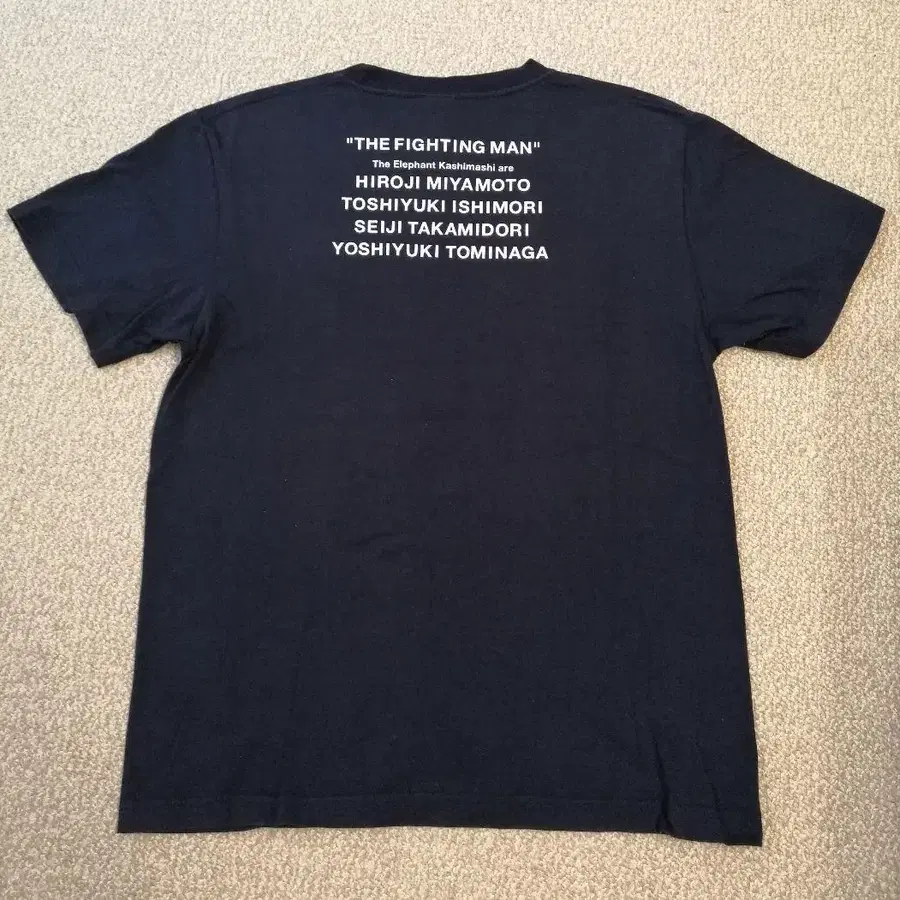 "THE FIGHTING MAN"
The Elephant Kashimashi are
HIROJI MIYAMOTO
TOSHIYUKI ISHIMORI
SEIJI TAKAMIDORI
YOSHIYUKI TOMINAGA